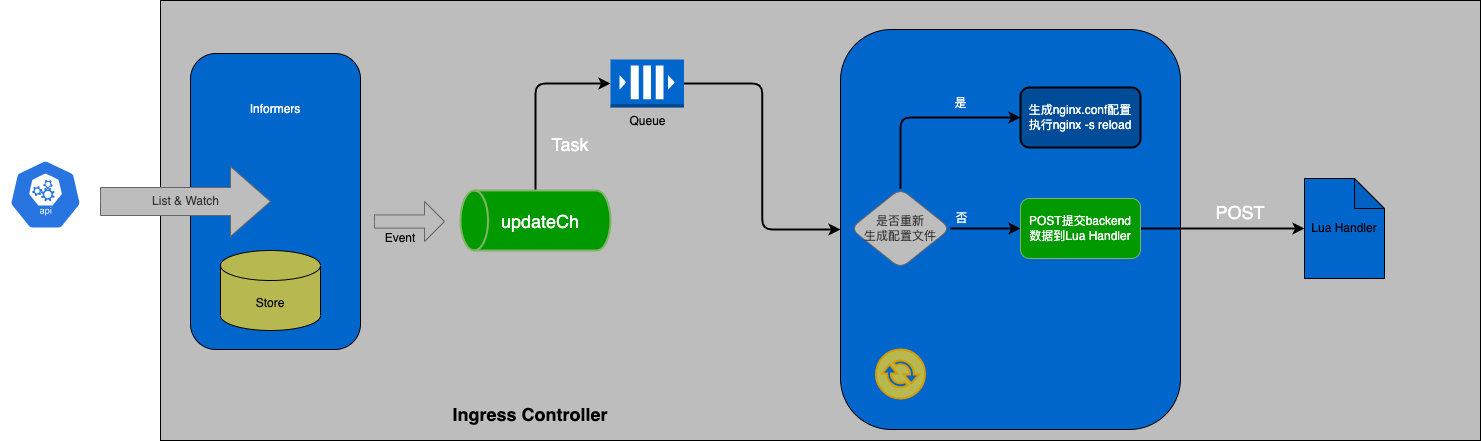 api
List & Watch
Informers
Store
Event
updateCh
Task
Queue
是否重新
生成配置文件
是
生成nginx.conf配置
执行nginx -s reload
否
POST提交backend
数据到Lua Handler
POST
Lua Handler
Ingress Controller